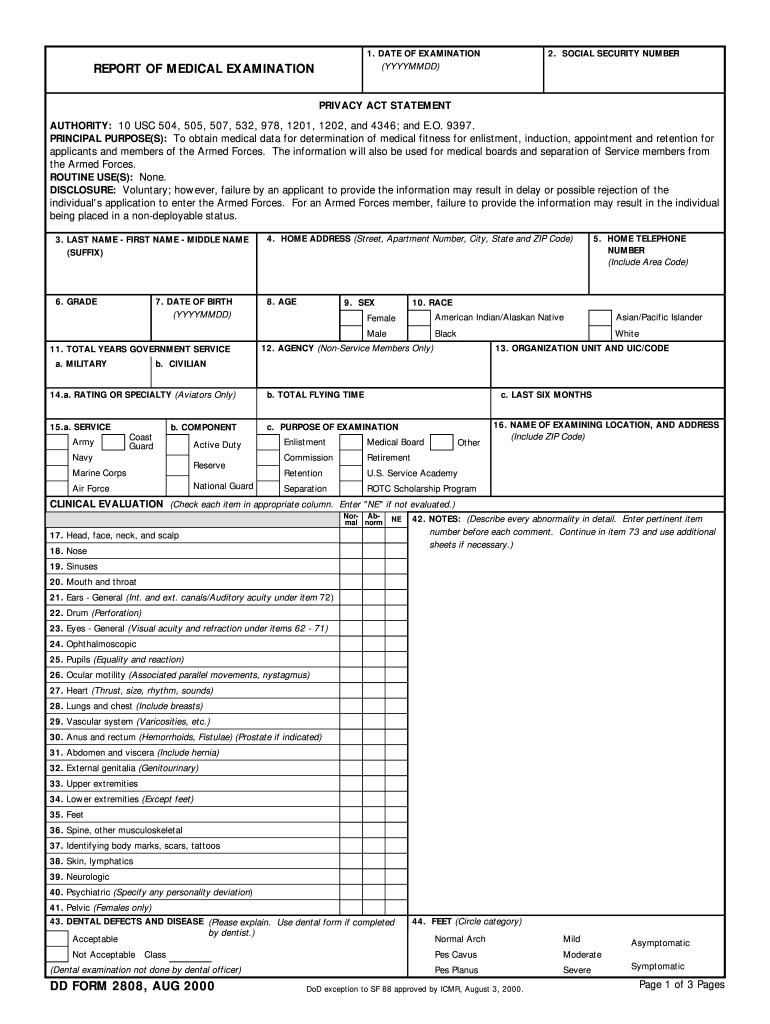 REPORT OF MEDICAL EXAMINATION
1. DATE OF EXAMINATION
(YYYYMMDD)
2. SOCIAL SECURITY NUMBER
PRIVACY ACT STATEMENT
AUTHORITY: 10 USC 504, 505, 507, 532, 978, 1201, 1202, and 4346; and E.O. 9397.
PRINCIPAL PURPOSE(S): To obtain medical data for determination of medical fitness for enlistment, induction, appointment and retention for
applicants and members of the Armed Forces. The information will also be used for medical boards and separation of Service members from
the Armed Forces.
ROUTINE USE(S): None.
DISCLOSURE: Voluntary; however, failure by an applicant to provide the information may result in delay or possible rejection of the
individual's application to enter the Armed Forces. For an Armed Forces member, failure to provide the information may result in the individual
being placed in a non-deployable status.
3. LAST NAME - FIRST NAME - MIDDLE NAME
(SUFFIX)
4. HOME ADDRESS (Street, Apartment Number, City, State and ZIP Code)
5. HOME TELEPHONE
NUMBER
(Include Area Code)
6. GRADE
7. DATE OF BIRTH
(YYYYMMDD)
8. AGE
9. SEX
Female
Male
10. RACE
American Indian/Alaskan Native
Black
Asian/Pacific Islander
White
11. TOTAL YEARS GOVERNMENT SERVICE
a. MILITARY
b. CIVILIAN
12. AGENCY (Non-Service Members Only)
13. ORGANIZATION UNIT AND UIC/CODE
14.a. RATING OR SPECIALTY (Aviators Only)
b. TOTAL FLYING TIME
c. LAST SIX MONTHS
15.a. SERVICE
Army
Coast
Guard
Navy
Marine Corps
Air Force
b. COMPONENT
Active Duty
Reserve
National Guard
c. PURPOSE OF EXAMINATION
Enlistment
Medical Board
Other
Commission
Retirement
Retention
U.S. Service Academy
Separation
ROTC Scholarship Program
16. NAME OF EXAMINING LOCATION, AND ADDRESS
(Include ZIP Code)
CLINICAL EVALUATION (Check each item in appropriate column. Enter "NE" if not evaluated.)
Nor-
mal
Ab-
norm
NE
17. Head, face, neck, and scalp
18. Nose
19. Sinuses
20. Mouth and throat
21. Ears - General (Int. and ext. canals/Auditory acuity under item 72)
22. Drum (Perforation)
23. Eyes - General (Visual acuity and refraction under items 62 - 71)
24. Ophthalmoscopic
25. Pupils (Equality and reaction)
26. Ocular motility (Associated parallel movements, nystagmus)
27. Heart (Thrust, size, rhythm, sounds)
28. Lungs and chest (Include breasts)
29. Vascular system (Varicosities, etc.)
30. Anus and rectum (Hemorrhoids, Fistulae) (Prostate if indicated)
31. Abdomen and viscera (Include hernia)
32. External genitalia (Genitourinary)
33. Upper extremities
34. Lower extremities (Except feet)
35. Feet
36. Spine, other musculoskeletal
37. Identifying body marks, scars, tattoos
38. Skin, lymphatics
39. Neurologic
40. Psychiatric (Specify any personality deviation)
41. Pelvic (Females only)
42. NOTES: (Describe every abnormality in detail. Enter pertinent item
number before each comment. Continue in item 73 and use additional
sheets if necessary.)
43. DENTAL DEFECTS AND DISEASE (Please explain. Use dental form if completed
by dentist.)
Acceptable
Not Acceptable Class
(Dental examination not done by dental officer)
44. FEET (Circle category)
Normal Arch
Mild
Asymptomatic
Pes Cavus
Moderate
Pes Planus
Severe
Symptomatic
DD FORM 2808, AUG 2000
DoD exception to SF 88 approved by ICMR, August 3, 2000.
Page 1 of 3 Pages